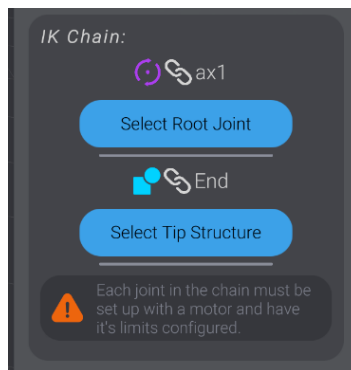 IK Chain:
ax1
Select Root Joint
End
Select Tip Structure
Each joint in the chain must be
set up with a motor and have
it's limits configured.